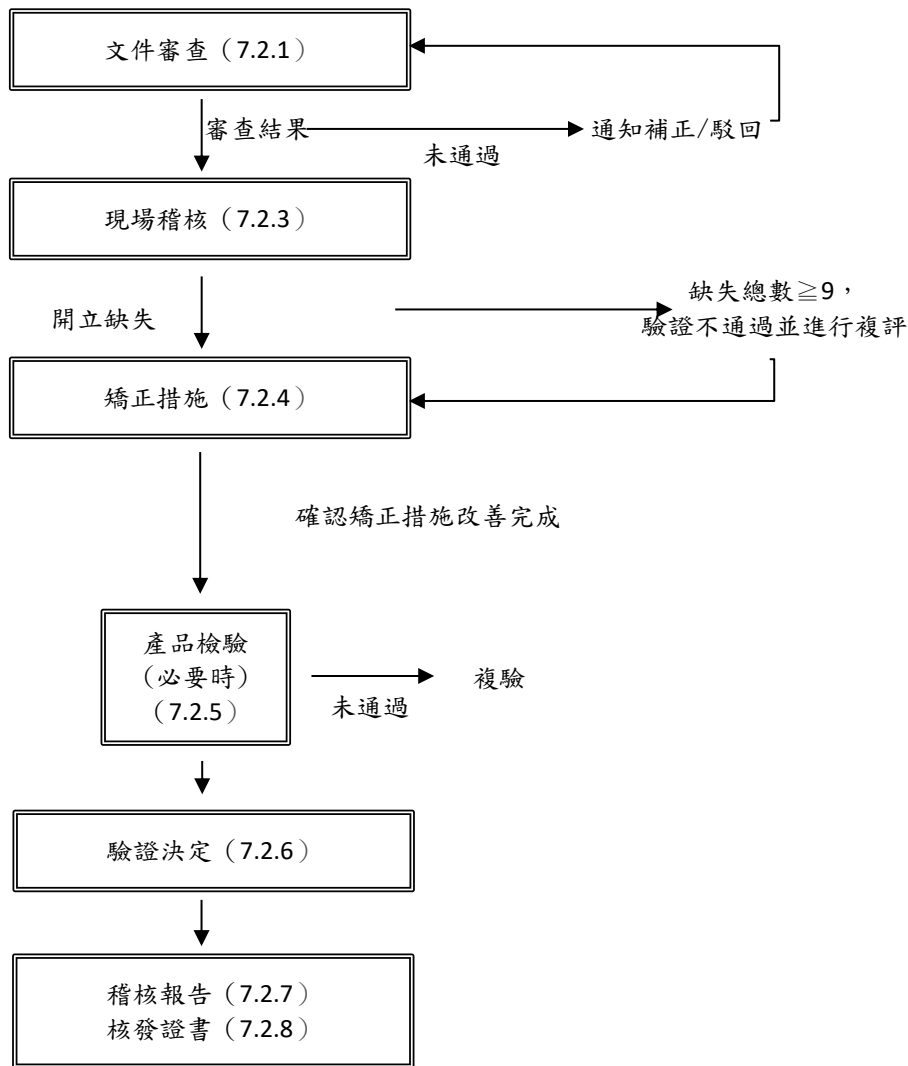 文件審查（7.2.1）
審查結果
未通過
通知補正/駁回
現場稽核（7.2.3）
開立缺失
缺失總數≧9，
驗證不通過並進行複評
矯正措施（7.2.4）
確認矯正措施改善完成
產品檢驗
(必要時)
（7.2.5）
未通過
複驗
驗證決定（7.2.6）
稽核報告（7.2.7）
核發證書（7.2.8）